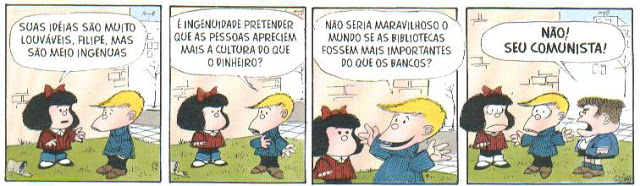 SUAS IDÉIAS SÃO MUITO
LOUVÁVEIS, FILIPE, MAS
SÃO MEIO INGÊNUAS
É INGENUIDADE PRETENDER
QUE AS PESSOAS APRECIEM
MAIS A CULTURA DO QUE
O DINHEIRO?
NÃO SERIA MARAVILHOSO O
MUNDO SE AS BIBLIOTECAS
FOSSEM MAIS IMPORTANTES
DO QUE OS BANCOS?
NÃO!
SEU COMUNISTA!